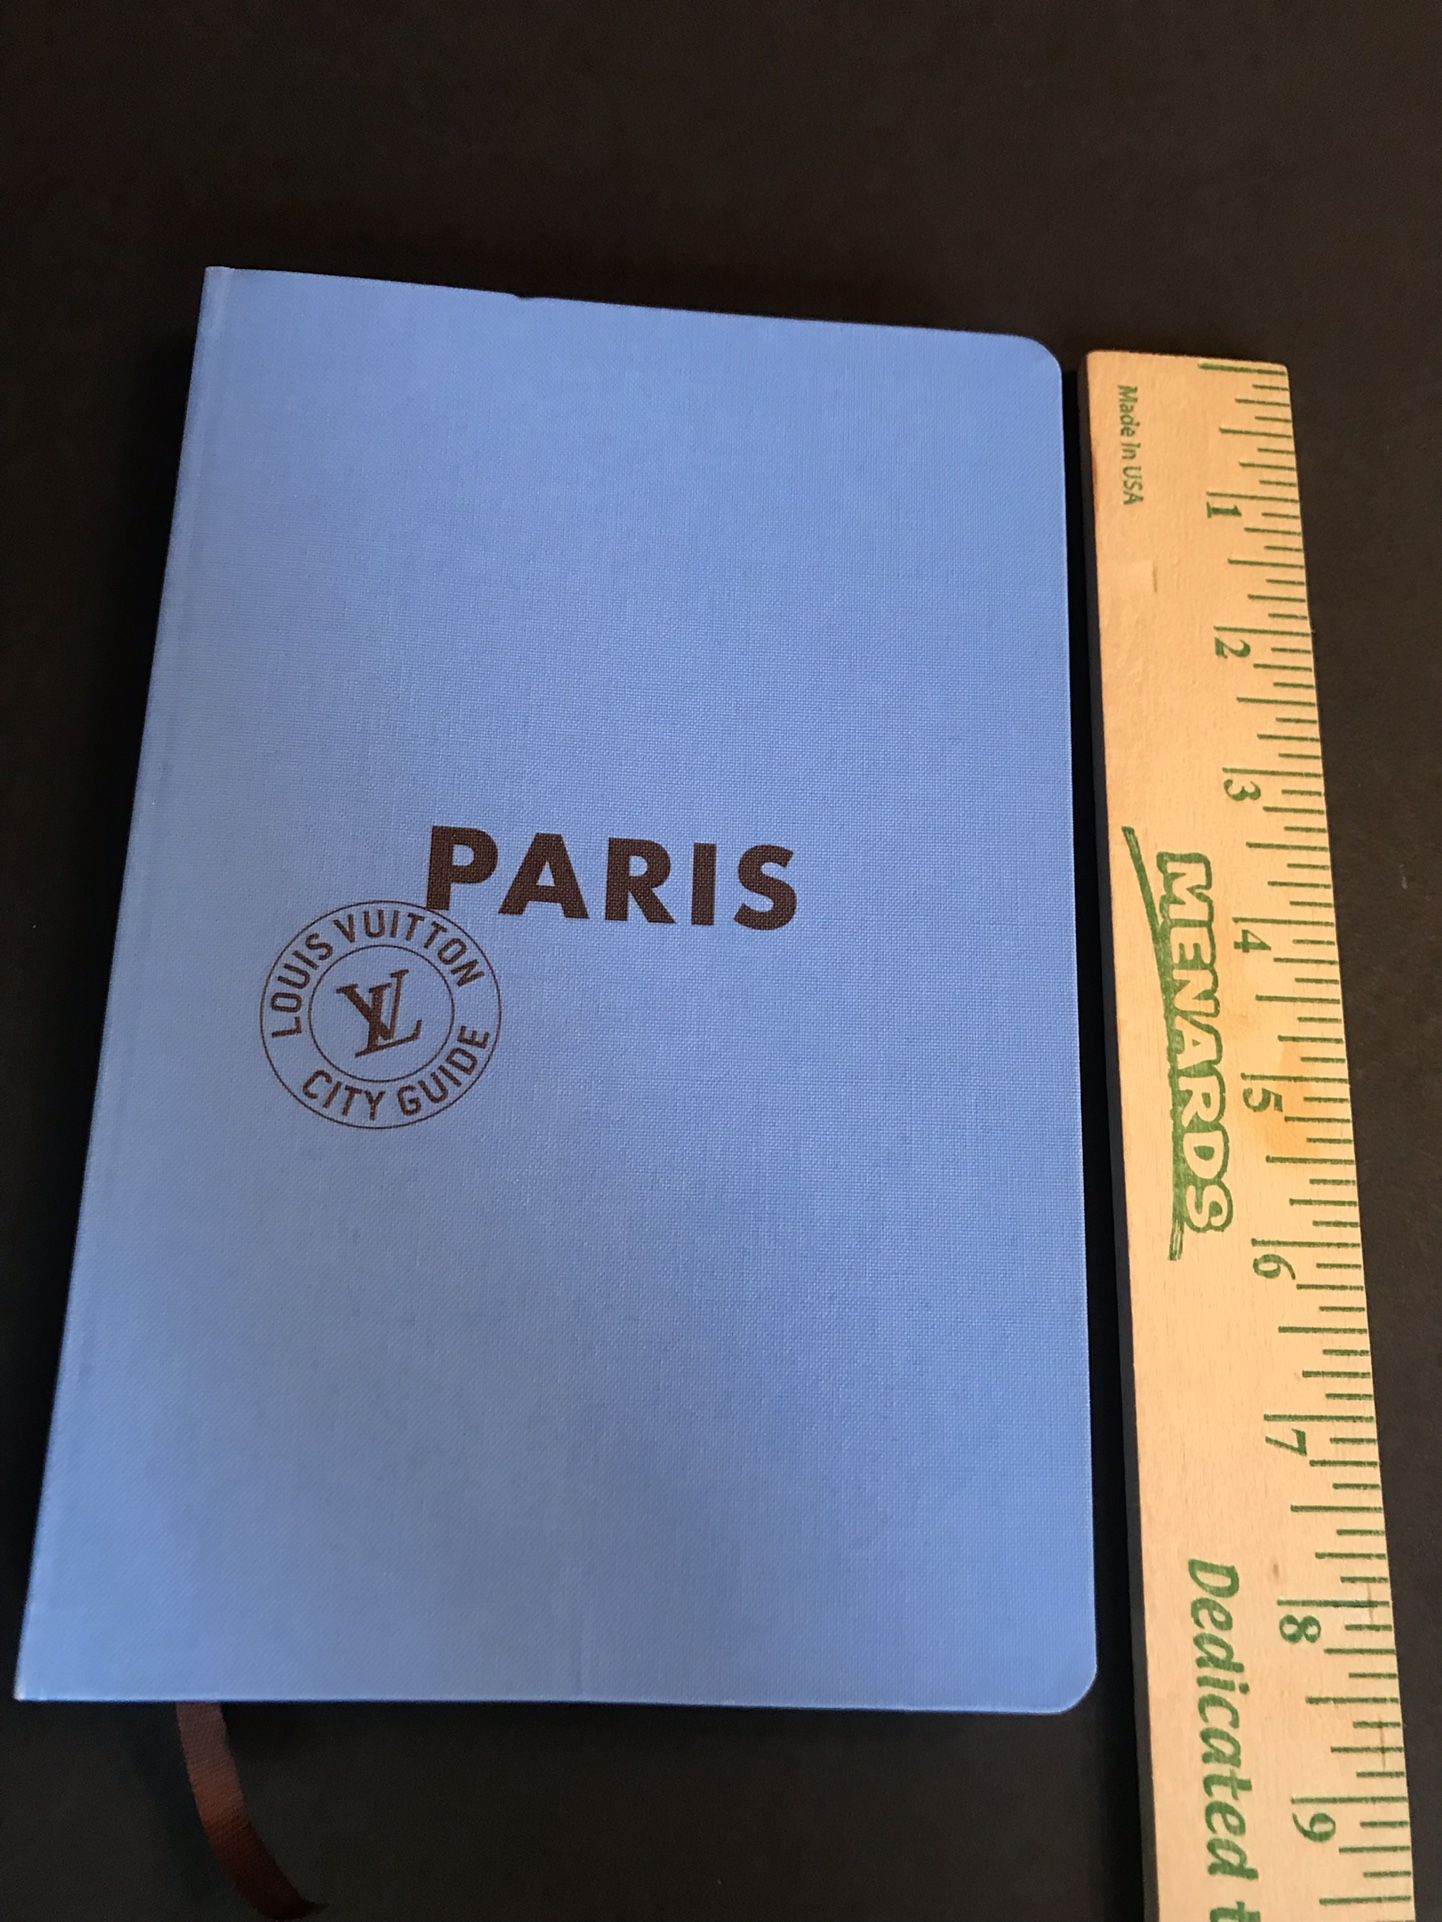 PARIS
LOUIS VUITTON
LV
CITY GUIDE
Made In USA
1
2
3
4
5
6
7
8
9
MENARDS
Dedicated t